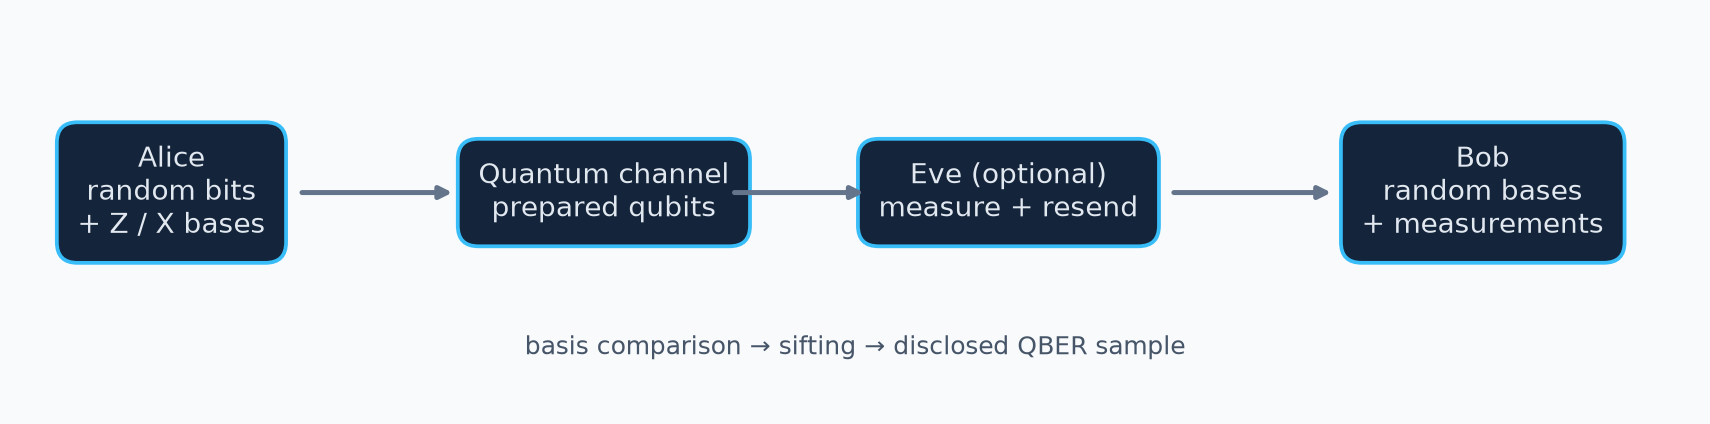 Alice
random bits
+ Z / X bases
Quantum channel
prepared qubits
Eve (optional)
measure + resend
Bob
random bases
+ measurements
basis comparison → sifting → disclosed QBER sample